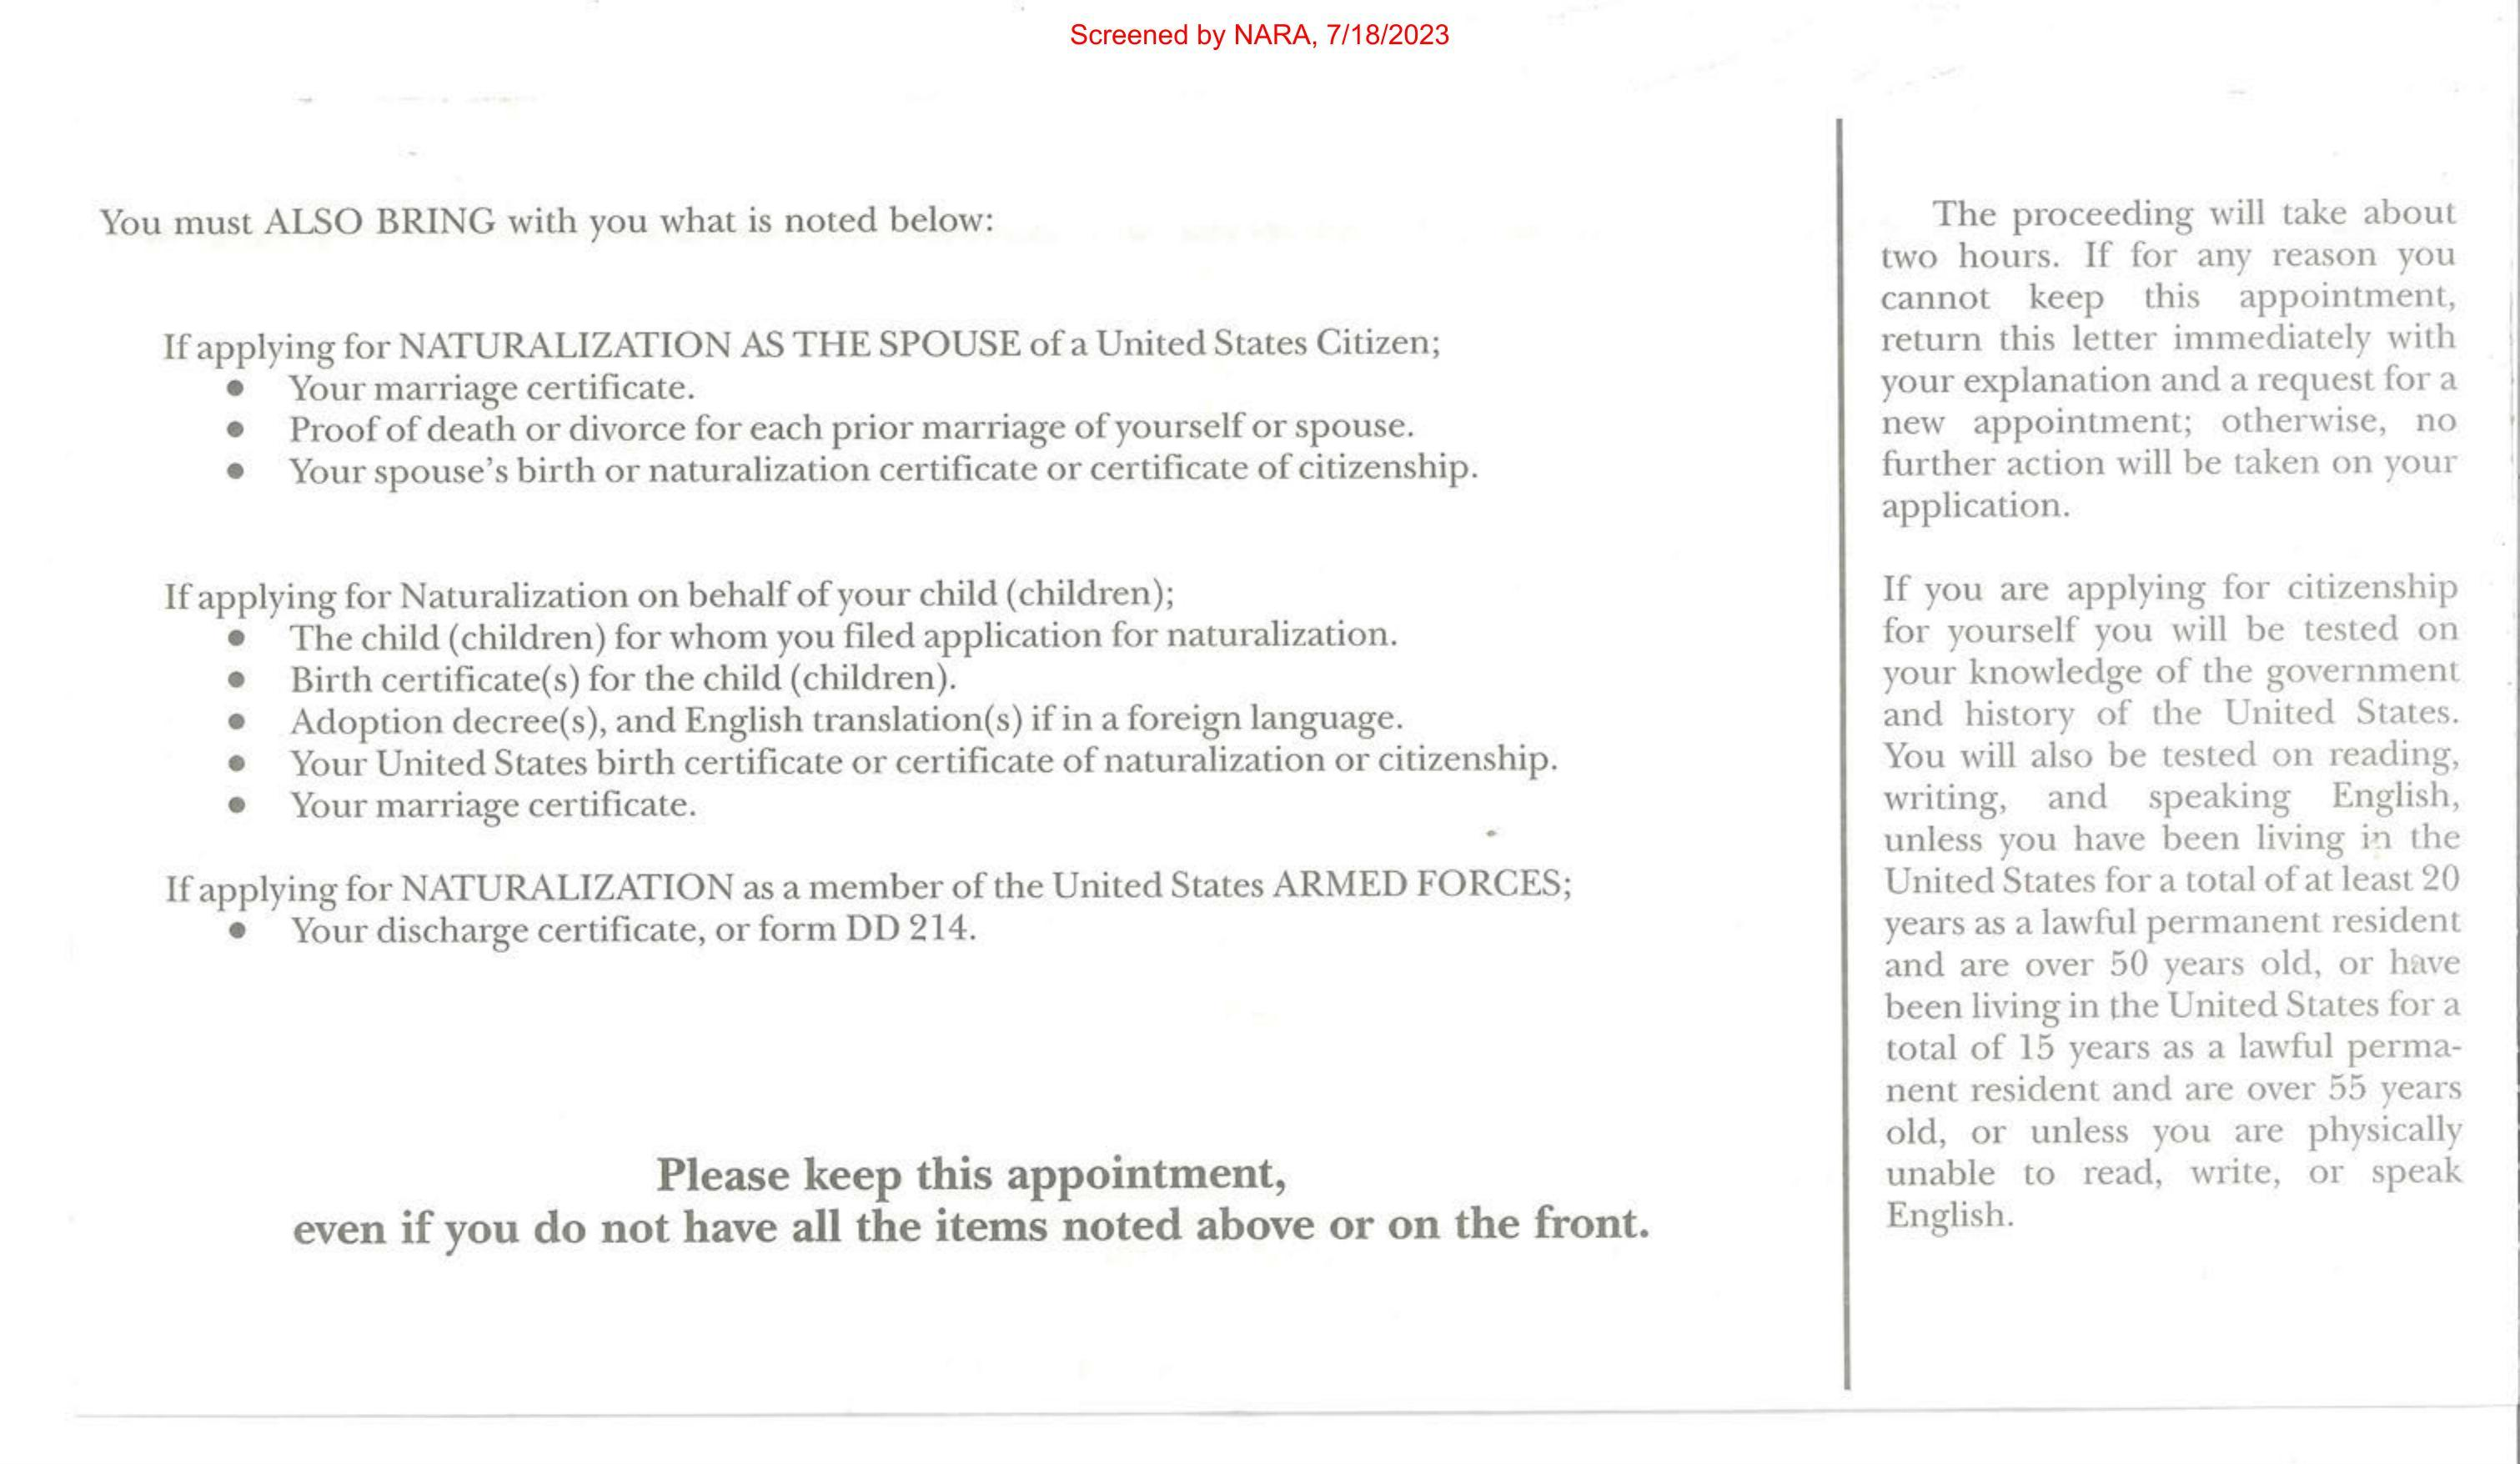 Screened by NARA, 7/18/2023
You must ALSO BRING with you what is noted below:
If applying for NATURALIZATION AS THE SPOUSE of a United States Citizen;
● Your marriage certificate.
● Proof of death or divorce for each prior marriage of yourself or spouse.
● Your spouse's birth or naturalization certificate or certificate of citizenship.
If applying for Naturalization on behalf of your child (children);
● The child (children) for whom you filed application for naturalization.
● Birth certificate(s) for the child (children).
● Adoption decree(s), and English translation(s) if in a foreign language.
● Your United States birth certificate or certificate of naturalization or citizenship.
● Your marriage certificate.
If applying for NATURALIZATION as a member of the United States ARMED FORCES;
● Your discharge certificate, or form DD 214.
Please keep this appointment,
even if you do not have all the items noted above or on the front.
The proceeding will take about
two hours. If for any reason you
cannot keep this appointment,
return this letter immediately with
your explanation and a request for a
new appointment; otherwise, no
further action will be taken on your
application.
If you are applying for citizenship
for yourself you will be tested on
your knowledge of the government
and history of the United States.
You will also be tested on reading,
writing, and speaking English,
unless you have been living in the
United States for a total of at least 20
years as a lawful permanent resident
and are over 50 years old, or have
been living in the United States for a
total of 15 years as a lawful perma-
nent resident and are over 55 years
old, or unless you are physically
unable to read, write, or speak
English.